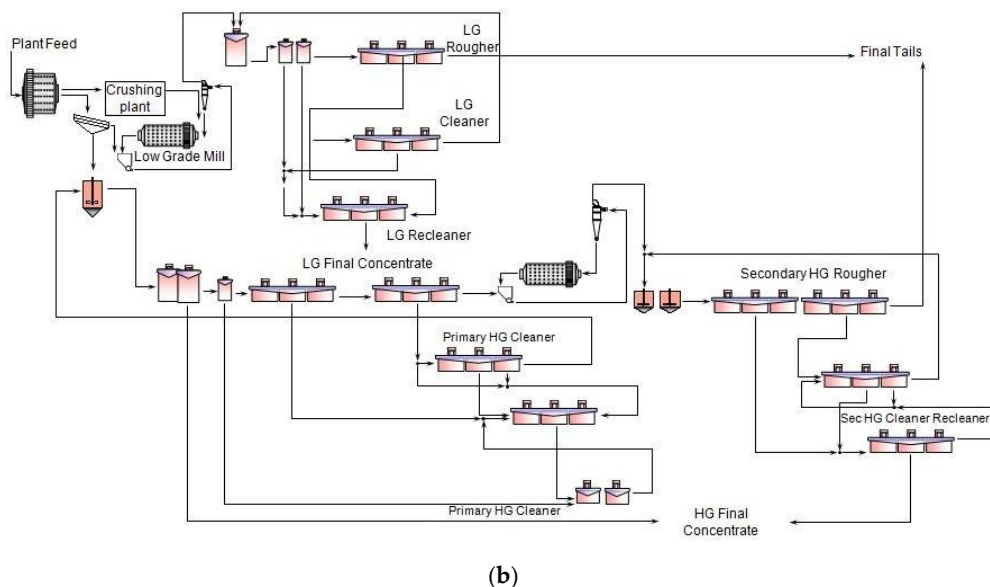 Plant Feed
LG
Rougher
Final Tails
Crushing
plant
LG
Cleaner
Low Grade Mill
LG Recleaner
LG Final Concentrate
Secondary HG Rougher
Primary HG Cleaner
Sec HG Cleaner Recleaner
Primary HG Cleaner
HG Final
Concentrate
(b)